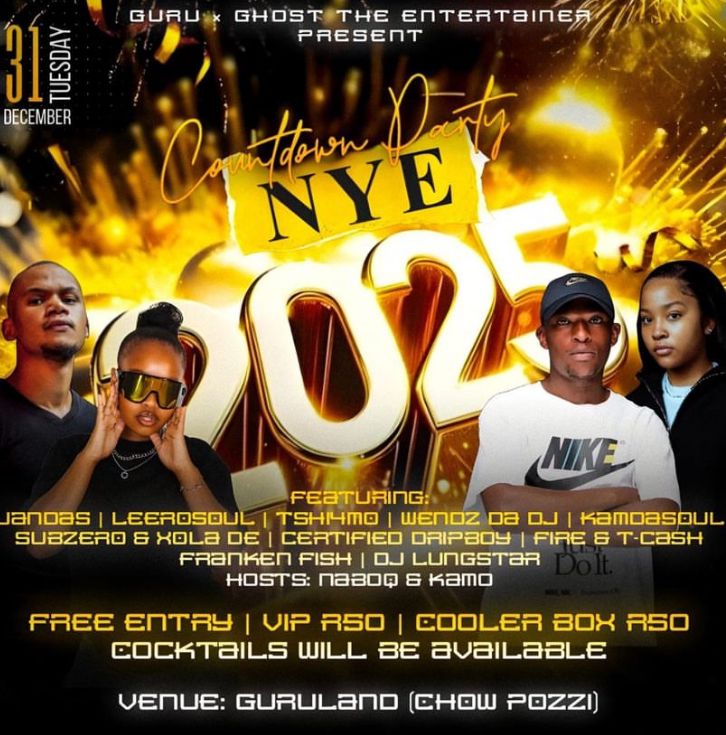 GURU x GHOST THE ENTERTAINER
PRESENT
31
DECEMBER
TUESDAY
Countdown Party
NYE
2025
NIKE
FEATURING:
JANDAS | LEEROSOUL | TSHI4MO | WENDZ DA DJ | KAMDASOUL
SUBZERO & XOLA DE | CERTIFIED DRIPBOY | FIRE & T-CASH
FRANKEN FISH | DJ LUNGSTAR
HOSTS: NABOQ & KAMO
Just
Do It.
FREE ENTRY | VIP R50 | COOLER BOX R50
COCKTAILS WILL BE AVAILABLE
VENUE: GURULAND (CHOW POZZI)